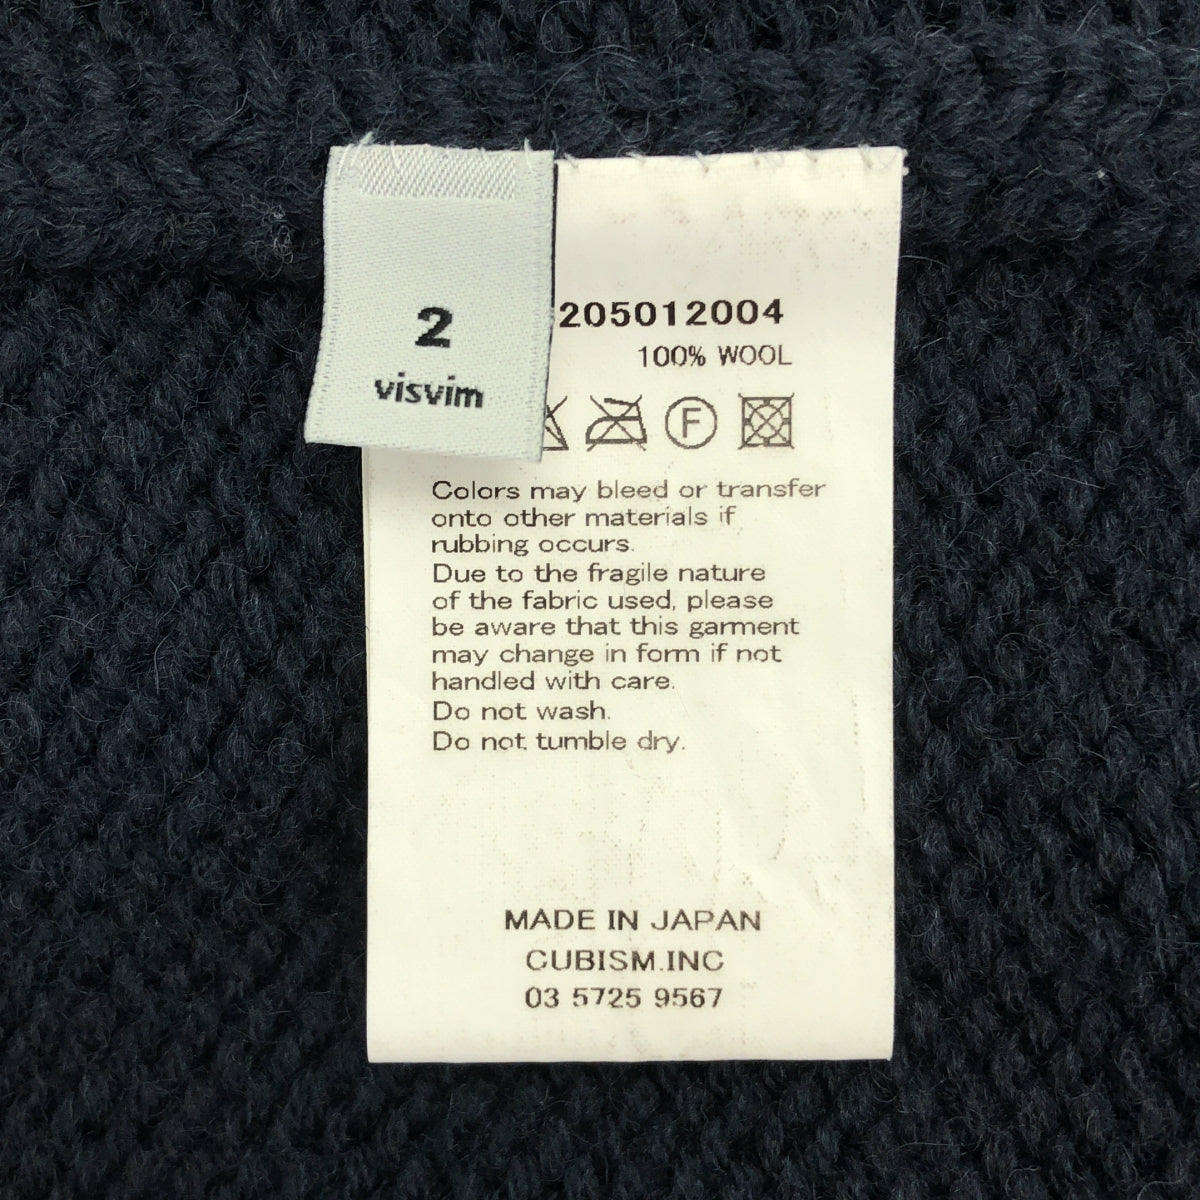 2
visvim
205012004
100% WOOL
F
Colors may bleed or transfer
onto other materials if
rubbing occurs.
Due to the fragile nature
of the fabric used, please
be aware that this garment
may change in form if not
handled with care.
Do not wash.
Do not tumble dry.
MADE IN JAPAN
CUBISM.INC
03 5725 9567